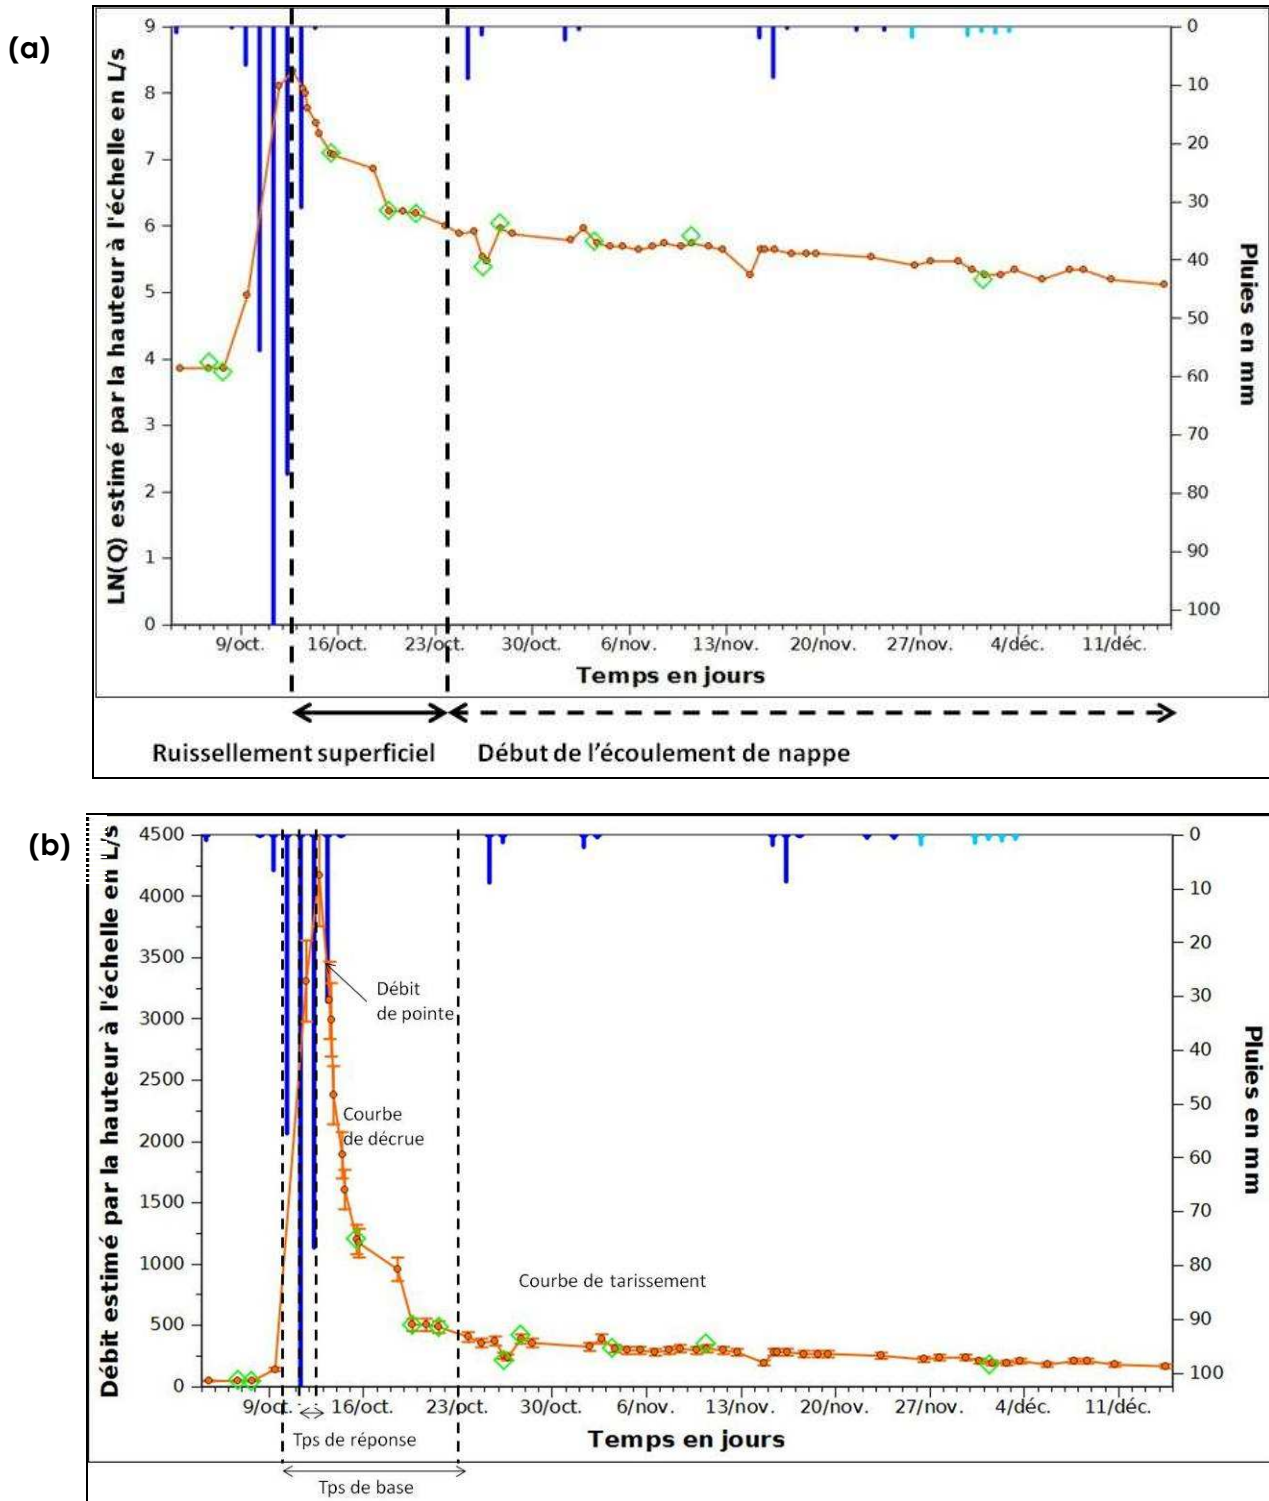 (a)
LN(Q) estimé par la hauteur à l'échelle en L/s
9
8
7
6
5
4
3
2
1
0
0
10
20
30
40
50
60
70
80
90
100
Pluies en mm
9/oct. 16/oct. 23/oct. 30/oct. 6/nov. 13/nov. 20/nov. 27/nov. 4/déc. 11/déc.
Temps en jours
Ruissellement superficiel Début de l'écoulement de nappe
(b)
Débit estimé par la hauteur à l'échelle en L/s
4500
4000
3500
3000
2500
2000
1500
1000
500
0
0
10
20
30
40
50
60
70
80
90
100
Pluies en mm
Débit
de pointe
Courbe
de décrue
Courbe de tarissement
9/oct. 16/oct. 23/oct. 30/oct. 6/nov. 13/nov. 20/nov. 27/nov. 4/déc. 11/déc.
Tps de réponse
Temps en jours
Tps de base